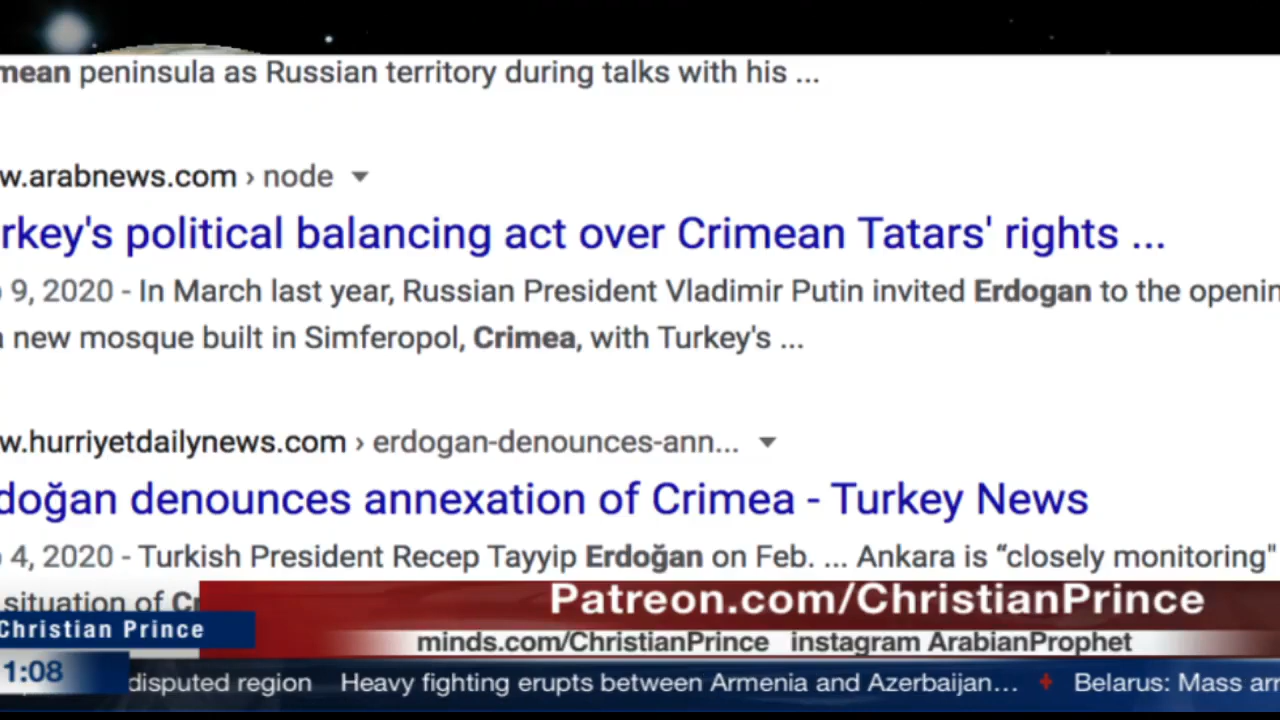 mean peninsula as Russian territory during talks with his ...
w.arabnews.com › node
rkey's political balancing act over Crimean Tatars' rights ...
9, 2020 - In March last year, Russian President Vladimir Putin invited Erdogan to the openin
new mosque built in Simferopol, Crimea, with Turkey's ...
w.hurriyetdailynews.com › erdogan-denounces-ann...
doğan denounces annexation of Crimea - Turkey News
4, 2020 - Turkish President Recep Tayyip Erdoğan on Feb. ... Ankara is “closely monitoring"
situation of Cr
Patreon.com/ChristianPrince
Christian Prince
minds.com/ChristianPrince instagram ArabianProphet
1:08
disputed region Heavy fighting erupts between Armenia and Azerbaijan... Belarus: Mass arr